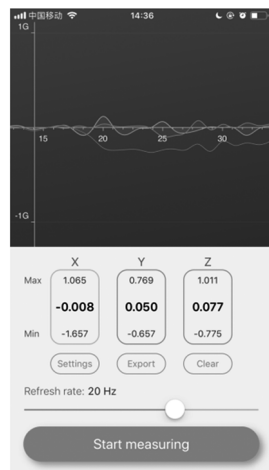 中国移动 14:36
1G
15 20 25 30
-1G
X Y Z
Max 1.065 0.769 1.011
-0.008 0.050 0.077
Min -1.657 -0.657 -0.775
Settings Export Clear
Refresh rate: 20 Hz
Start measuring